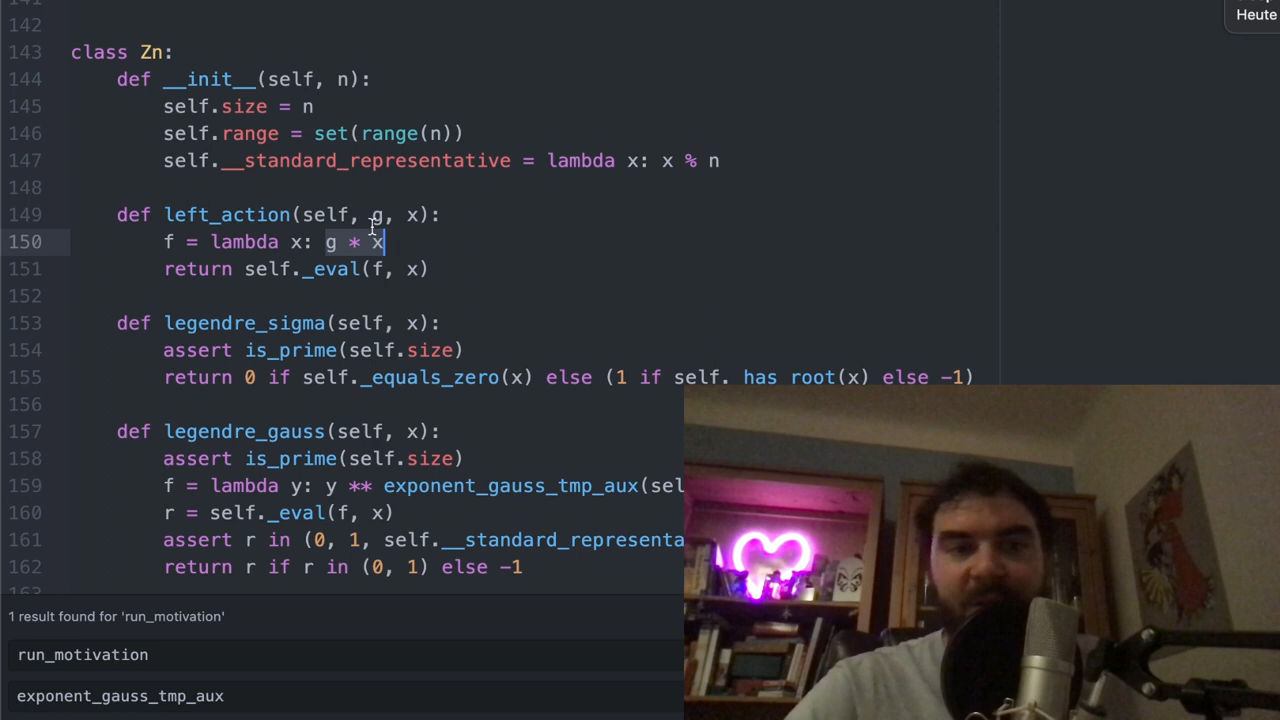 Heute
141
142
143 class Zn:
144 def __init__(self, n):
145 self.size = n
146 self.range = set(range(n))
147 self.__standard_representative = lambda x: x % n
148
149 def left_action(self, g, x):
150 f = lambda x: g * x
151 return self._eval(f, x)
152
153 def legendre_sigma(self, x):
154 assert is_prime(self.size)
155 return 0 if self._equals_zero(x) else (1 if self._has_root(x) else -1)
156
157 def legendre_gauss(self, x):
158 assert is_prime(self.size)
159 f = lambda y: y ** exponent_gauss_tmp_aux(sel
160 r = self._eval(f, x)
161 assert r in (0, 1, self.__standard_representa
162 return r if r in (0, 1) else -1
163
1 result found for 'run_motivation'
run_motivation
exponent_gauss_tmp_aux